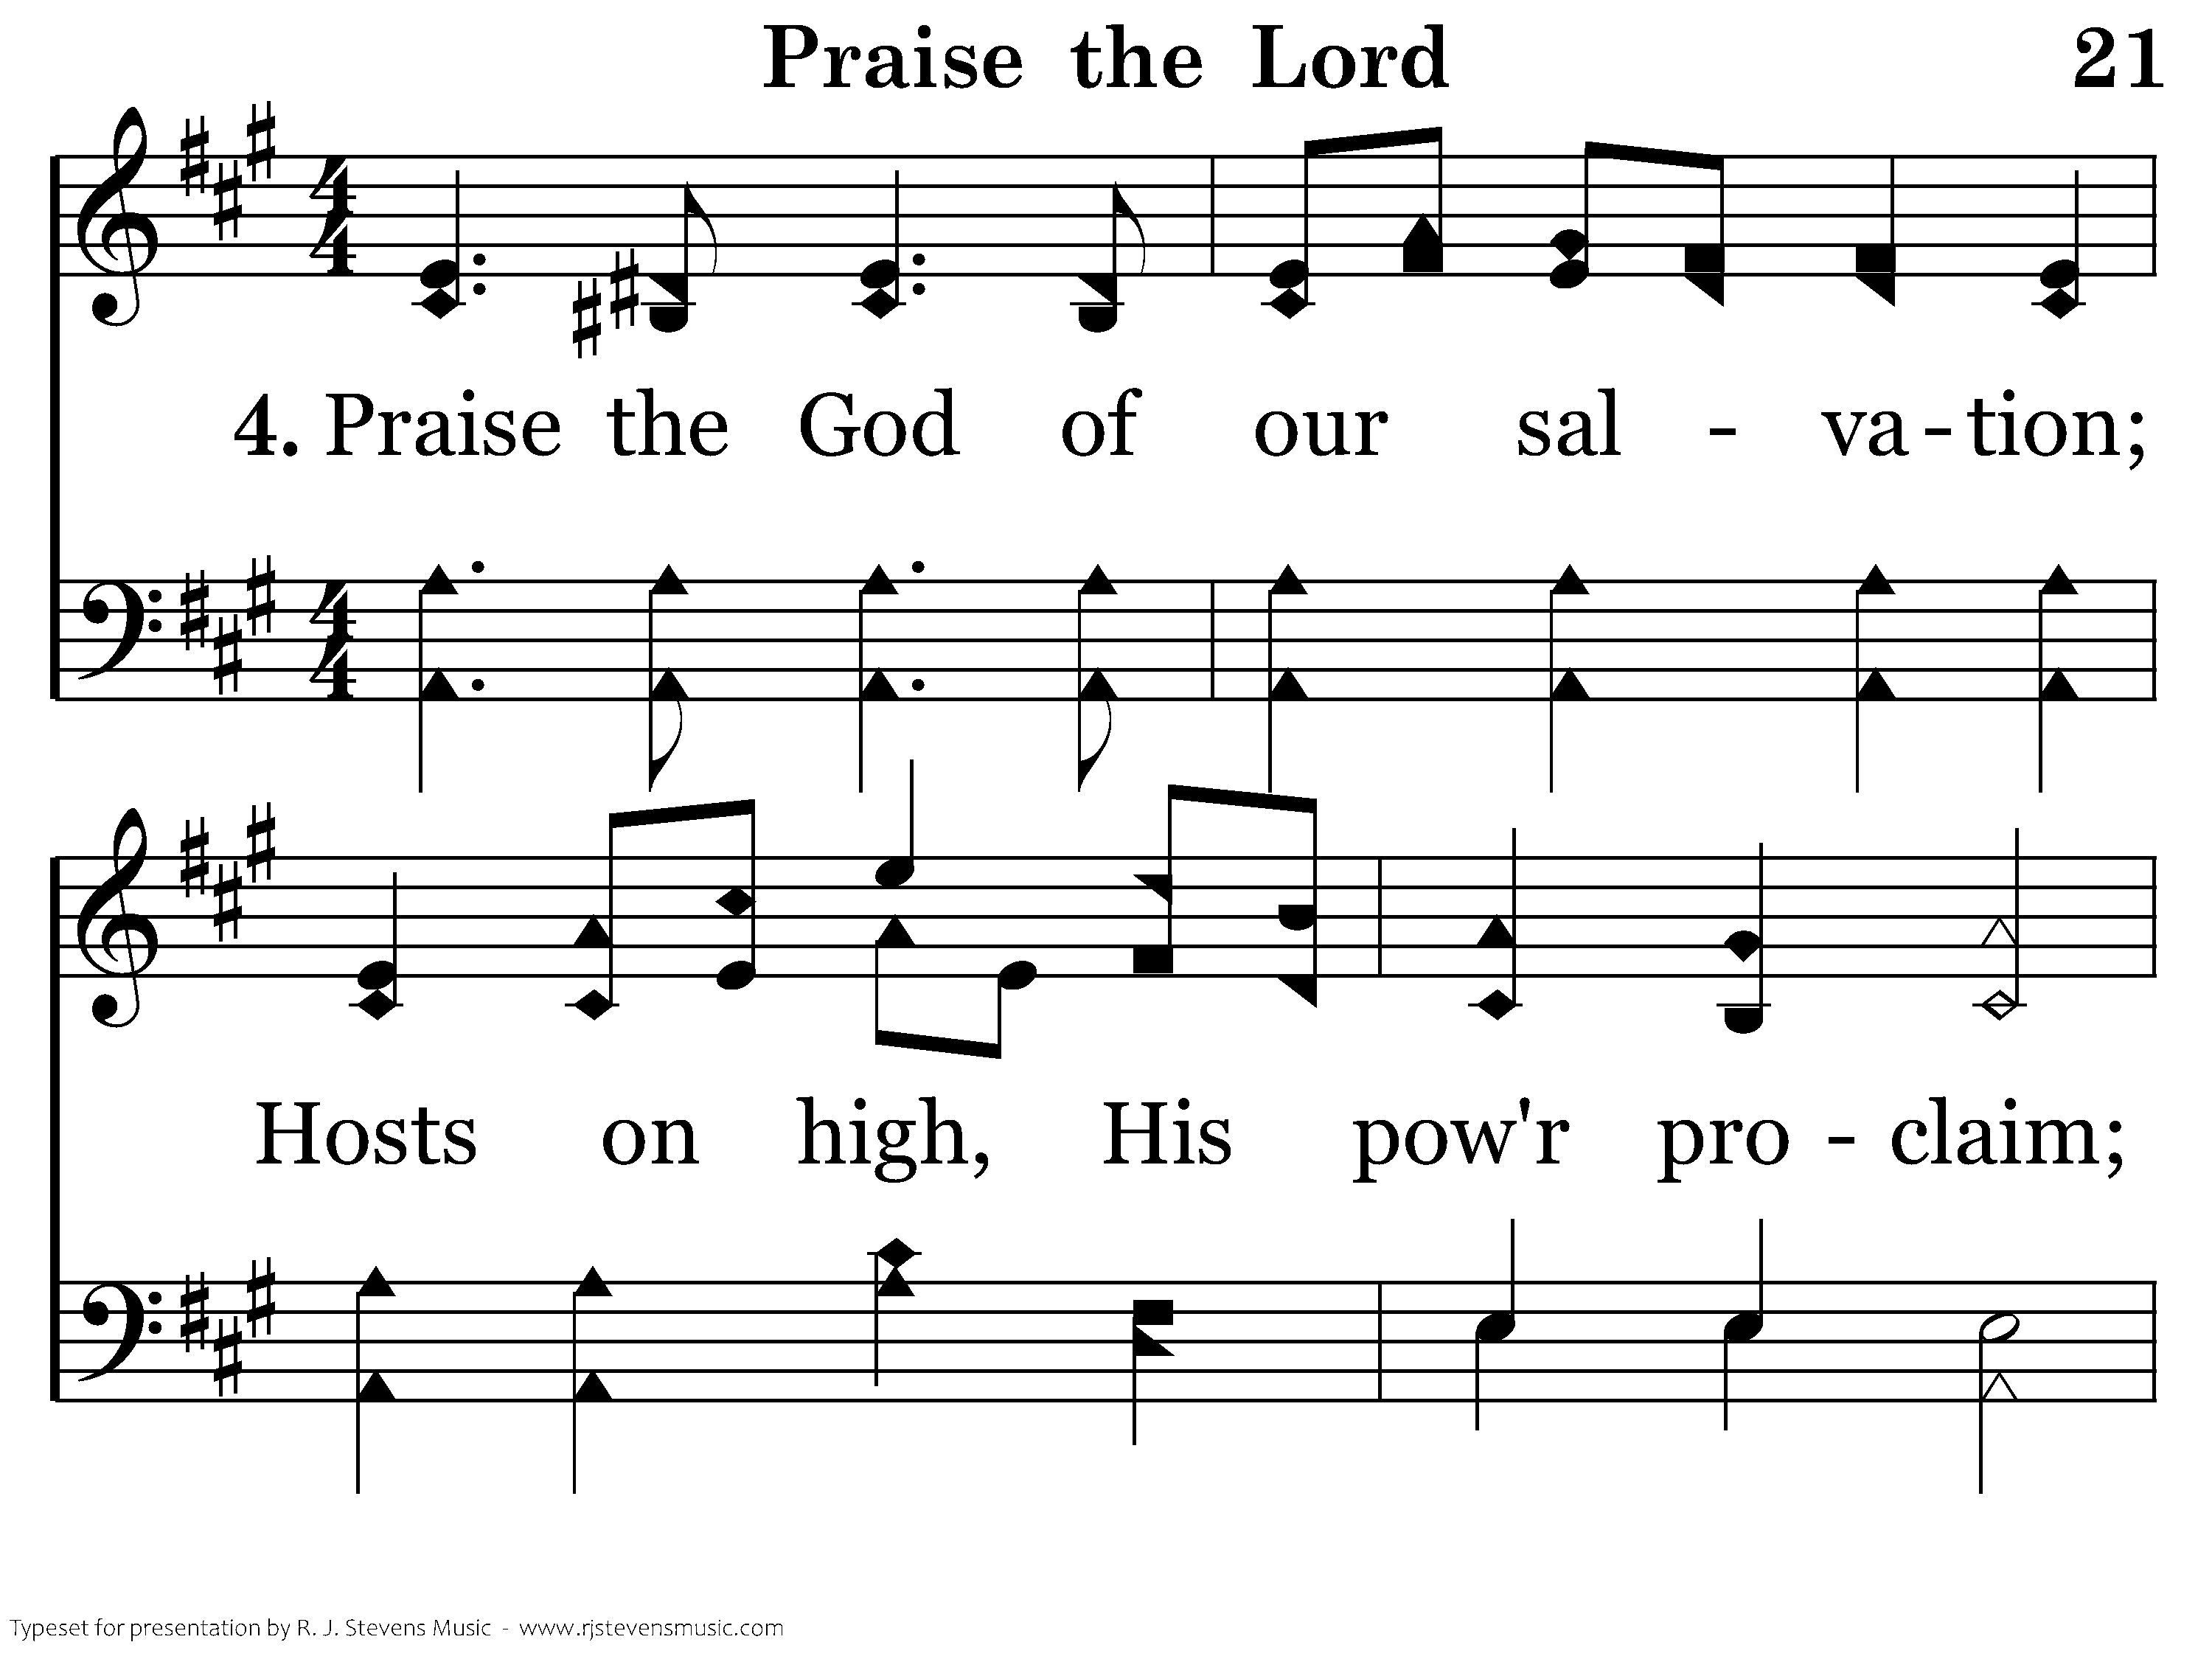 Praise the Lord 21
4. Praise the God of our sal - va - tion;
Hosts on high, His pow'r pro - claim;
Typeset for presentation by R. J. Stevens Music - www.rjstevensmusic.com